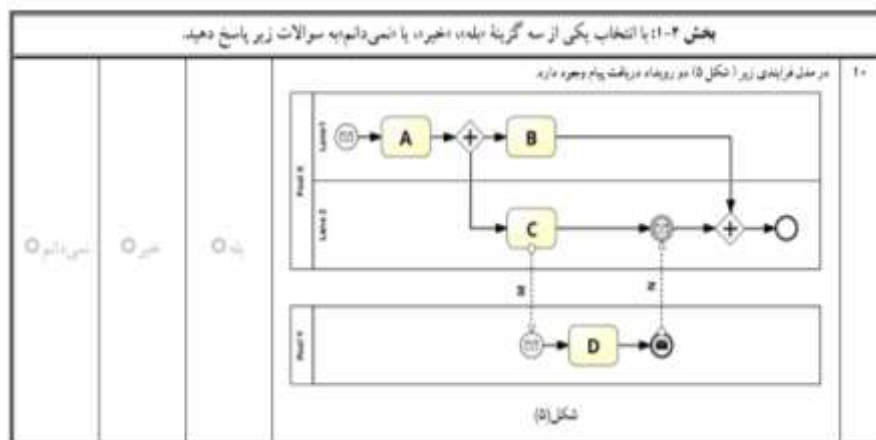 بخش ۲-۱: با انتخاب یکی از سه گزینهٔ «بله»، «خیر»، یا «نمی‌دانم» به سوالات زیر پاسخ دهید.
۱۰
در مدل فرایندی زیر (شکل ۵) دو رویداد دریافت پیام وجود دارد.
بله
خیر
نمی‌دانم
Pool X
Lane 1
A
B
Lane 2
C
M
N
Pool Y
D
شکل(۵)